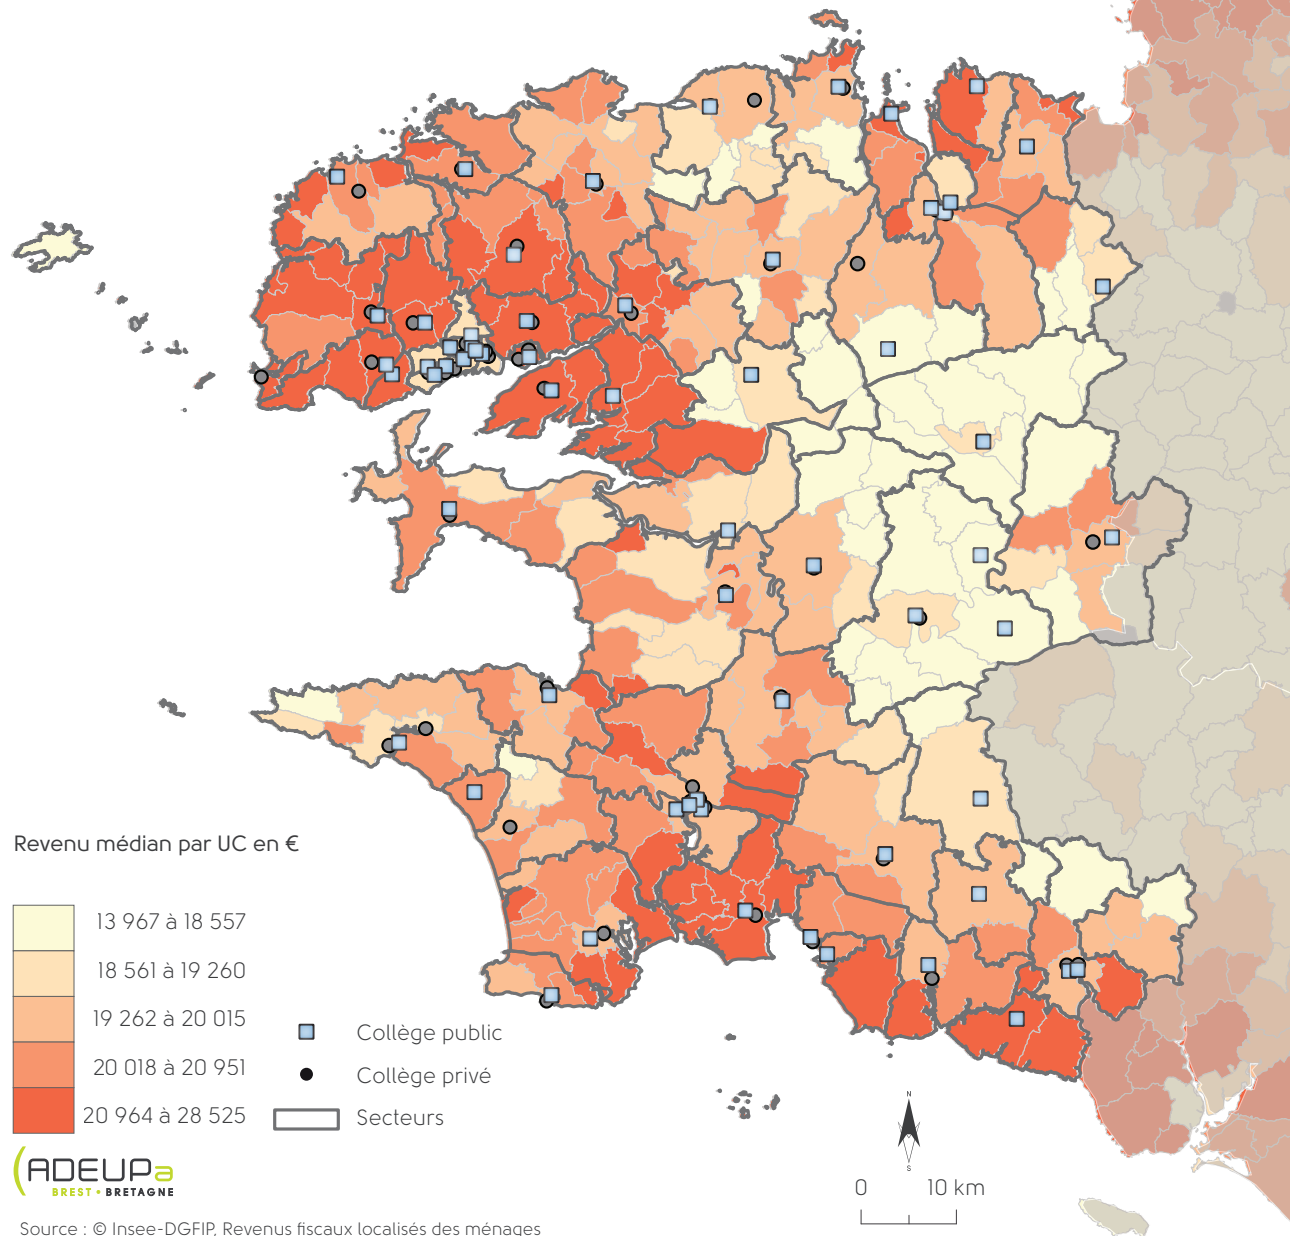 Revenu médian par UC en €
13 967 à 18 557
18 561 à 19 260
19 262 à 20 015
20 018 à 20 951
20 964 à 28 525
Collège public
Collège privé
Secteurs
ADEUPa
BREST • BRETAGNE
N
S
0 10 km
Source : © Insee-DGFIP, Revenus fiscaux localisés des ménages